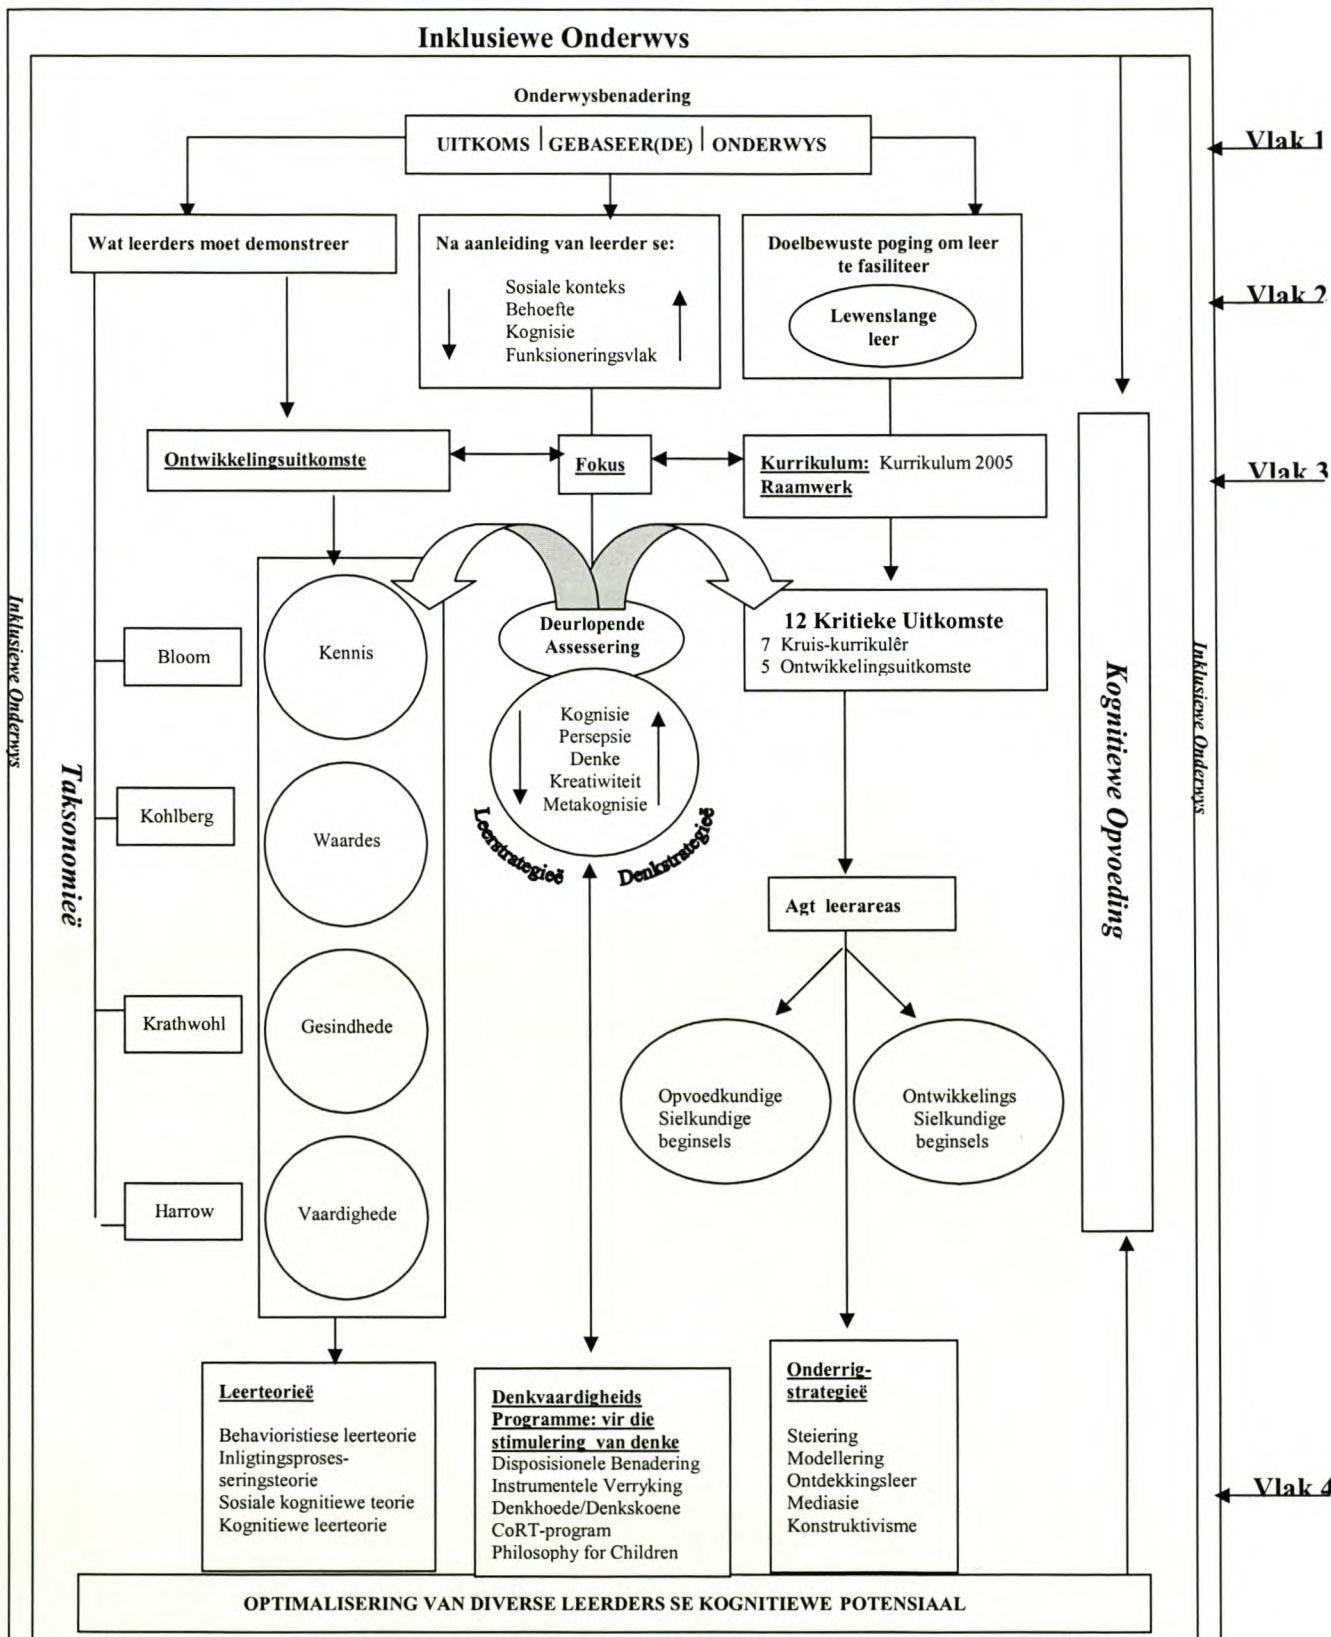 Inklusiewe Onderwys
Onderwysbenadering
UITKOMS | GEBASEER(DE) | ONDERWYS
Vlak 1
Wat leerders moet demonstreer
Na aanleiding van leerder se:
Sosiale konteks
Behoefte
Kognisie
Funksioneringsvlak
Doelbewuste poging om leer
te fasiliteer
Lewenslange
leer
Vlak 2
Ontwikkelingsuitkomste
Fokus
Kurrikulum: Kurrikulum 2005
Raamwerk
Vlak 3
Inklusiewe Onderwys
Taksonomieë
Bloom
Kohlberg
Krathwohl
Harrow
Kennis
Waardes
Gesindhede
Vaardighede
Deurlopende
Assessering
Kognisie
Persepsie
Denke
Kreatiwiteit
Metakognisie
Leerstrategieë
Denkstrategieë
12 Kritieke Uitkomste
7 Kruis-kurrikulêr
5 Ontwikkelingsuitkomste
Agt leerareas
Opvoedkundige
Sielkundige
beginsels
Ontwikkelings
Sielkundige
beginsels
Kognitiewe Opvoeding
Inklusiewe Onderwys
Leerteorieë
Behavioristiese leerteorie
Inligtingsproses-
seringsteorie
Sosiale kognitiewe teorie
Kognitiewe leerteorie
Denkvaardigheids
Programme: vir die
stimulering van denke
Disposisionele Benadering
Instrumentele Verryking
Denkhoede/Denkskoene
CoRT-program
Philosophy for Children
Onderrig-
strategieë
Steiering
Modellering
Ontdekkingsleer
Mediasie
Konstruktivisme
Vlak 4
OPTIMALISERING VAN DIVERSE LEERDERS SE KOGNITIEWE POTENSIAAL